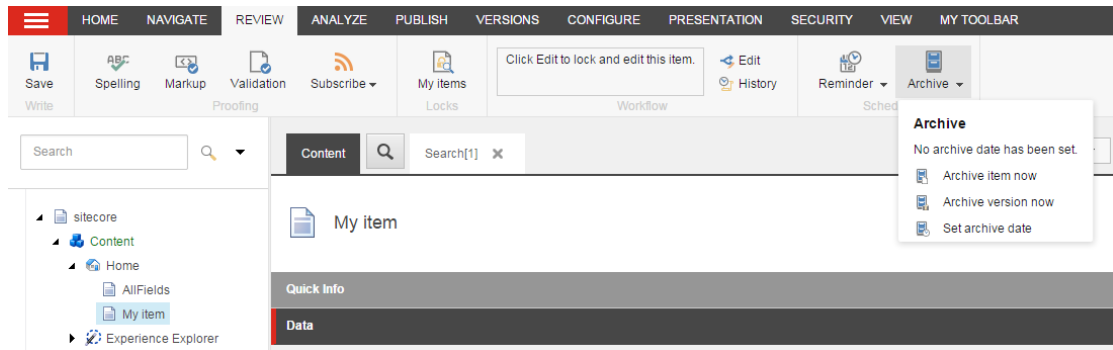 HOME NAVIGATE REVIEW ANALYZE PUBLISH VERSIONS CONFIGURE PRESENTATION SECURITY VIEW MY TOOLBAR
Click Edit to lock and edit this item.
Edit
History
Save Spelling Markup Validation Subscribe My items Reminder Archive
Write Proofing Locks Workflow Sched
Archive
No archive date has been set.
Archive item now
Archive version now
Set archive date
Search
Content Search[1]
sitecore
Content
Home
AllFields
My item
Experience Explorer
My item
Quick Info
Data